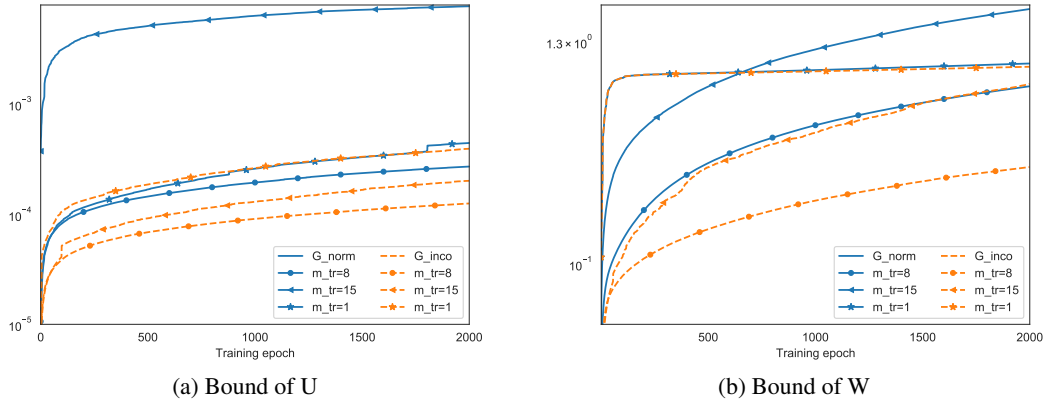 10⁻³
10⁻⁴
10⁻⁵
0 500 1000 1500 2000
Training epoch
G_norm G_inco
m_tr=8 m_tr=8
m_tr=15 m_tr=15
m_tr=1 m_tr=1
(a) Bound of U
1.3 × 10⁰
10⁻¹
500 1000 1500 2000
Training epoch
G_norm G_inco
m_tr=8 m_tr=8
m_tr=15 m_tr=15
m_tr=1 m_tr=1
(b) Bound of W